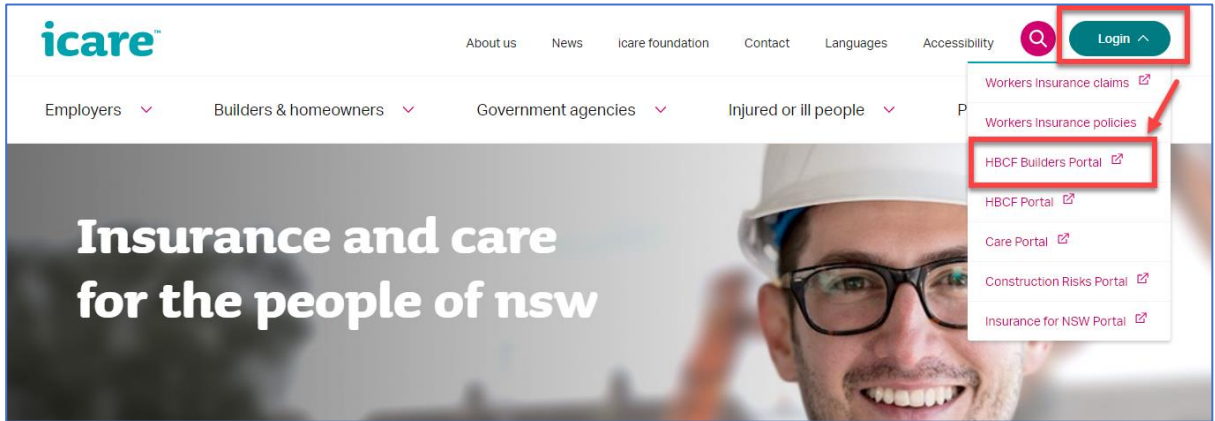 icare™
About us News icare foundation Contact Languages Accessibility Login
Employers Builders & homeowners Government agencies Injured or ill people P
Workers Insurance claims
Workers Insurance policies
HBCF Builders Portal
HBCF Portal
Care Portal
Construction Risks Portal
Insurance for NSW Portal
Insurance and care
for the people of nsw